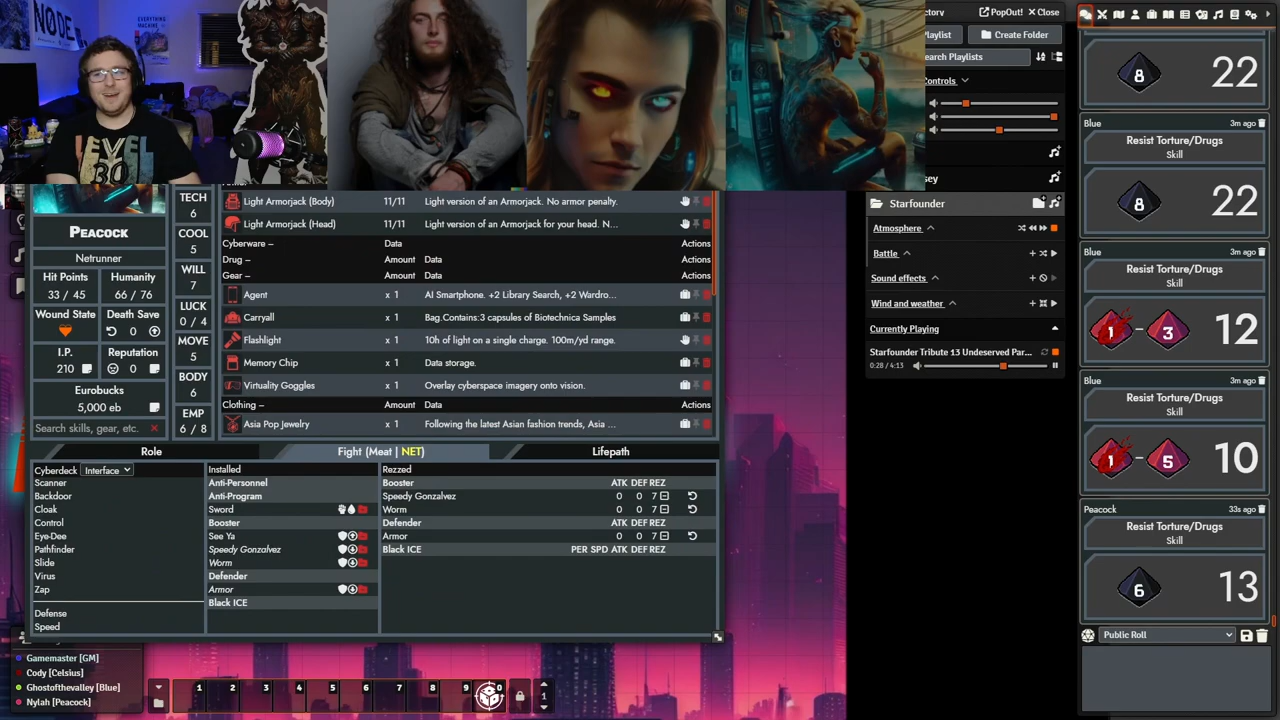 NODE
EVERYTHING MACHINE
LEVEL
80
PEACOCK
Netrunner
Hit Points
33 / 45
Humanity
66 / 76
Wound State
Death Save
0
I.P.
210
Reputation
0
Eurobucks
5,000 eb
Search skills, gear, etc.
TECH
6
COOL
5
WILL
7
LUCK
0 / 4
MOVE
5
BODY
6
EMP
6 / 8
Light Armorjack (Body) 11/11 Light version of an Armorjack. No armor penalty.
Light Armorjack (Head) 11/11 Light version of an Armorjack for your head. N...
Cyberware – Data Actions
Drug – Amount Data Actions
Gear – Amount Data Actions
Agent x 1 AI Smartphone. +2 Library Search, +2 Wardro...
Carryall x 1 Bag.Contains:3 capsules of Biotechnica Samples
Flashlight x 1 10h of light on a single charge. 100m/yd range.
Memory Chip x 1 Data storage.
Virtuality Goggles x 1 Overlay cyberspace imagery onto vision.
Clothing – Amount Data Actions
Asia Pop Jewelry x 1 Following the latest Asian fashion trends, Asia ...
Role
Fight (Meat | NET)
Lifepath
Cyberdeck Interface
Scanner
Backdoor
Cloak
Control
Eye-Dee
Pathfinder
Slide
Virus
Zap
Defense
Speed
Installed
Anti-Personnel
Anti-Program
Sword
Booster
See Ya
Speedy Gonzalvez
Worm
Defender
Armor
Black ICE
Rezzed
Booster ATK DEF REZ
Speedy Gonzalvez 0 0 7
Worm 0 0 7
Defender ATK DEF REZ
Armor 0 0 7
Black ICE PER SPD ATK DEF REZ
Gamemaster [GM]
Cody [Celsius]
Ghostofthevalley [Blue]
Nylah [Peacock]
1 2 3 4 5 6 7 8 9 0
1
ctory PopOut! Close
laylist Create Folder
earch Playlists
Controls
sey
Starfounder
Atmosphere
Battle
Sound effects
Wind and weather
Currently Playing
Starfounder Tribute 13 Undeserved Par...
0:28 / 4:13
8 22
Blue 3m ago
Resist Torture/Drugs
Skill
8 22
Blue 3m ago
Resist Torture/Drugs
Skill
1 - 3 12
Blue 3m ago
Resist Torture/Drugs
Skill
1 - 5 10
Peacock 33s ago
Resist Torture/Drugs
Skill
6 13
Public Roll